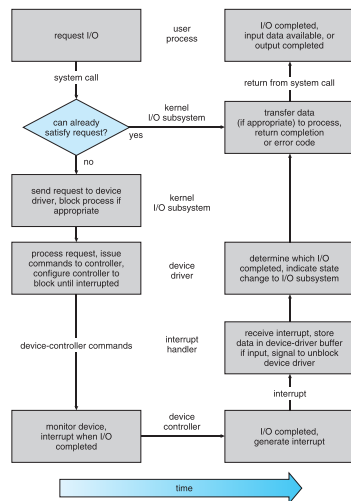 request I/O
user
process
I/O completed,
input data available, or
output completed
system call
return from system call
can already
satisfy request?
yes
kernel
I/O subsystem
transfer data
(if appropriate) to process,
return completion
or error code
no
send request to device
driver, block process if
appropriate
kernel
I/O subsystem
process request, issue
commands to controller,
configure controller to
block until interrupted
device
driver
determine which I/O
completed, indicate state
change to I/O subsystem
device-controller commands
interrupt
handler
receive interrupt, store
data in device-driver buffer
if input, signal to unblock
device driver
interrupt
monitor device,
interrupt when I/O
completed
device
controller
I/O completed,
generate interrupt
time